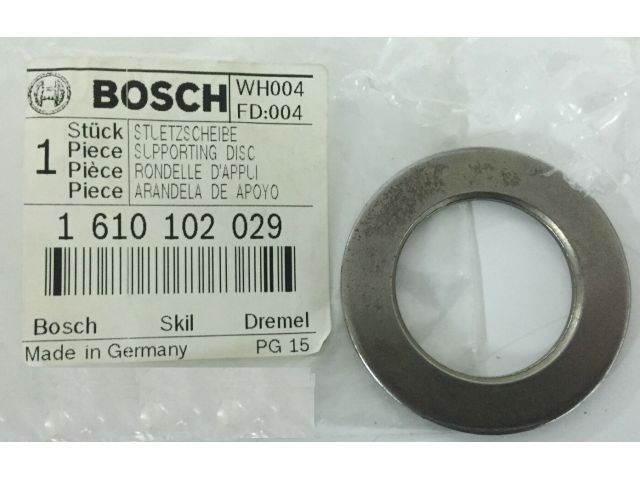 BOSCH WH004
FD:004
1 Stück STUETZSCHEIBE
Piece SUPPORTING DISC
Pièce RONDELLE D'APPUI
Piece ARANDELA DE APOYO
1 610 102 029
Bosch Skil Dremel
Made in Germany PG 15